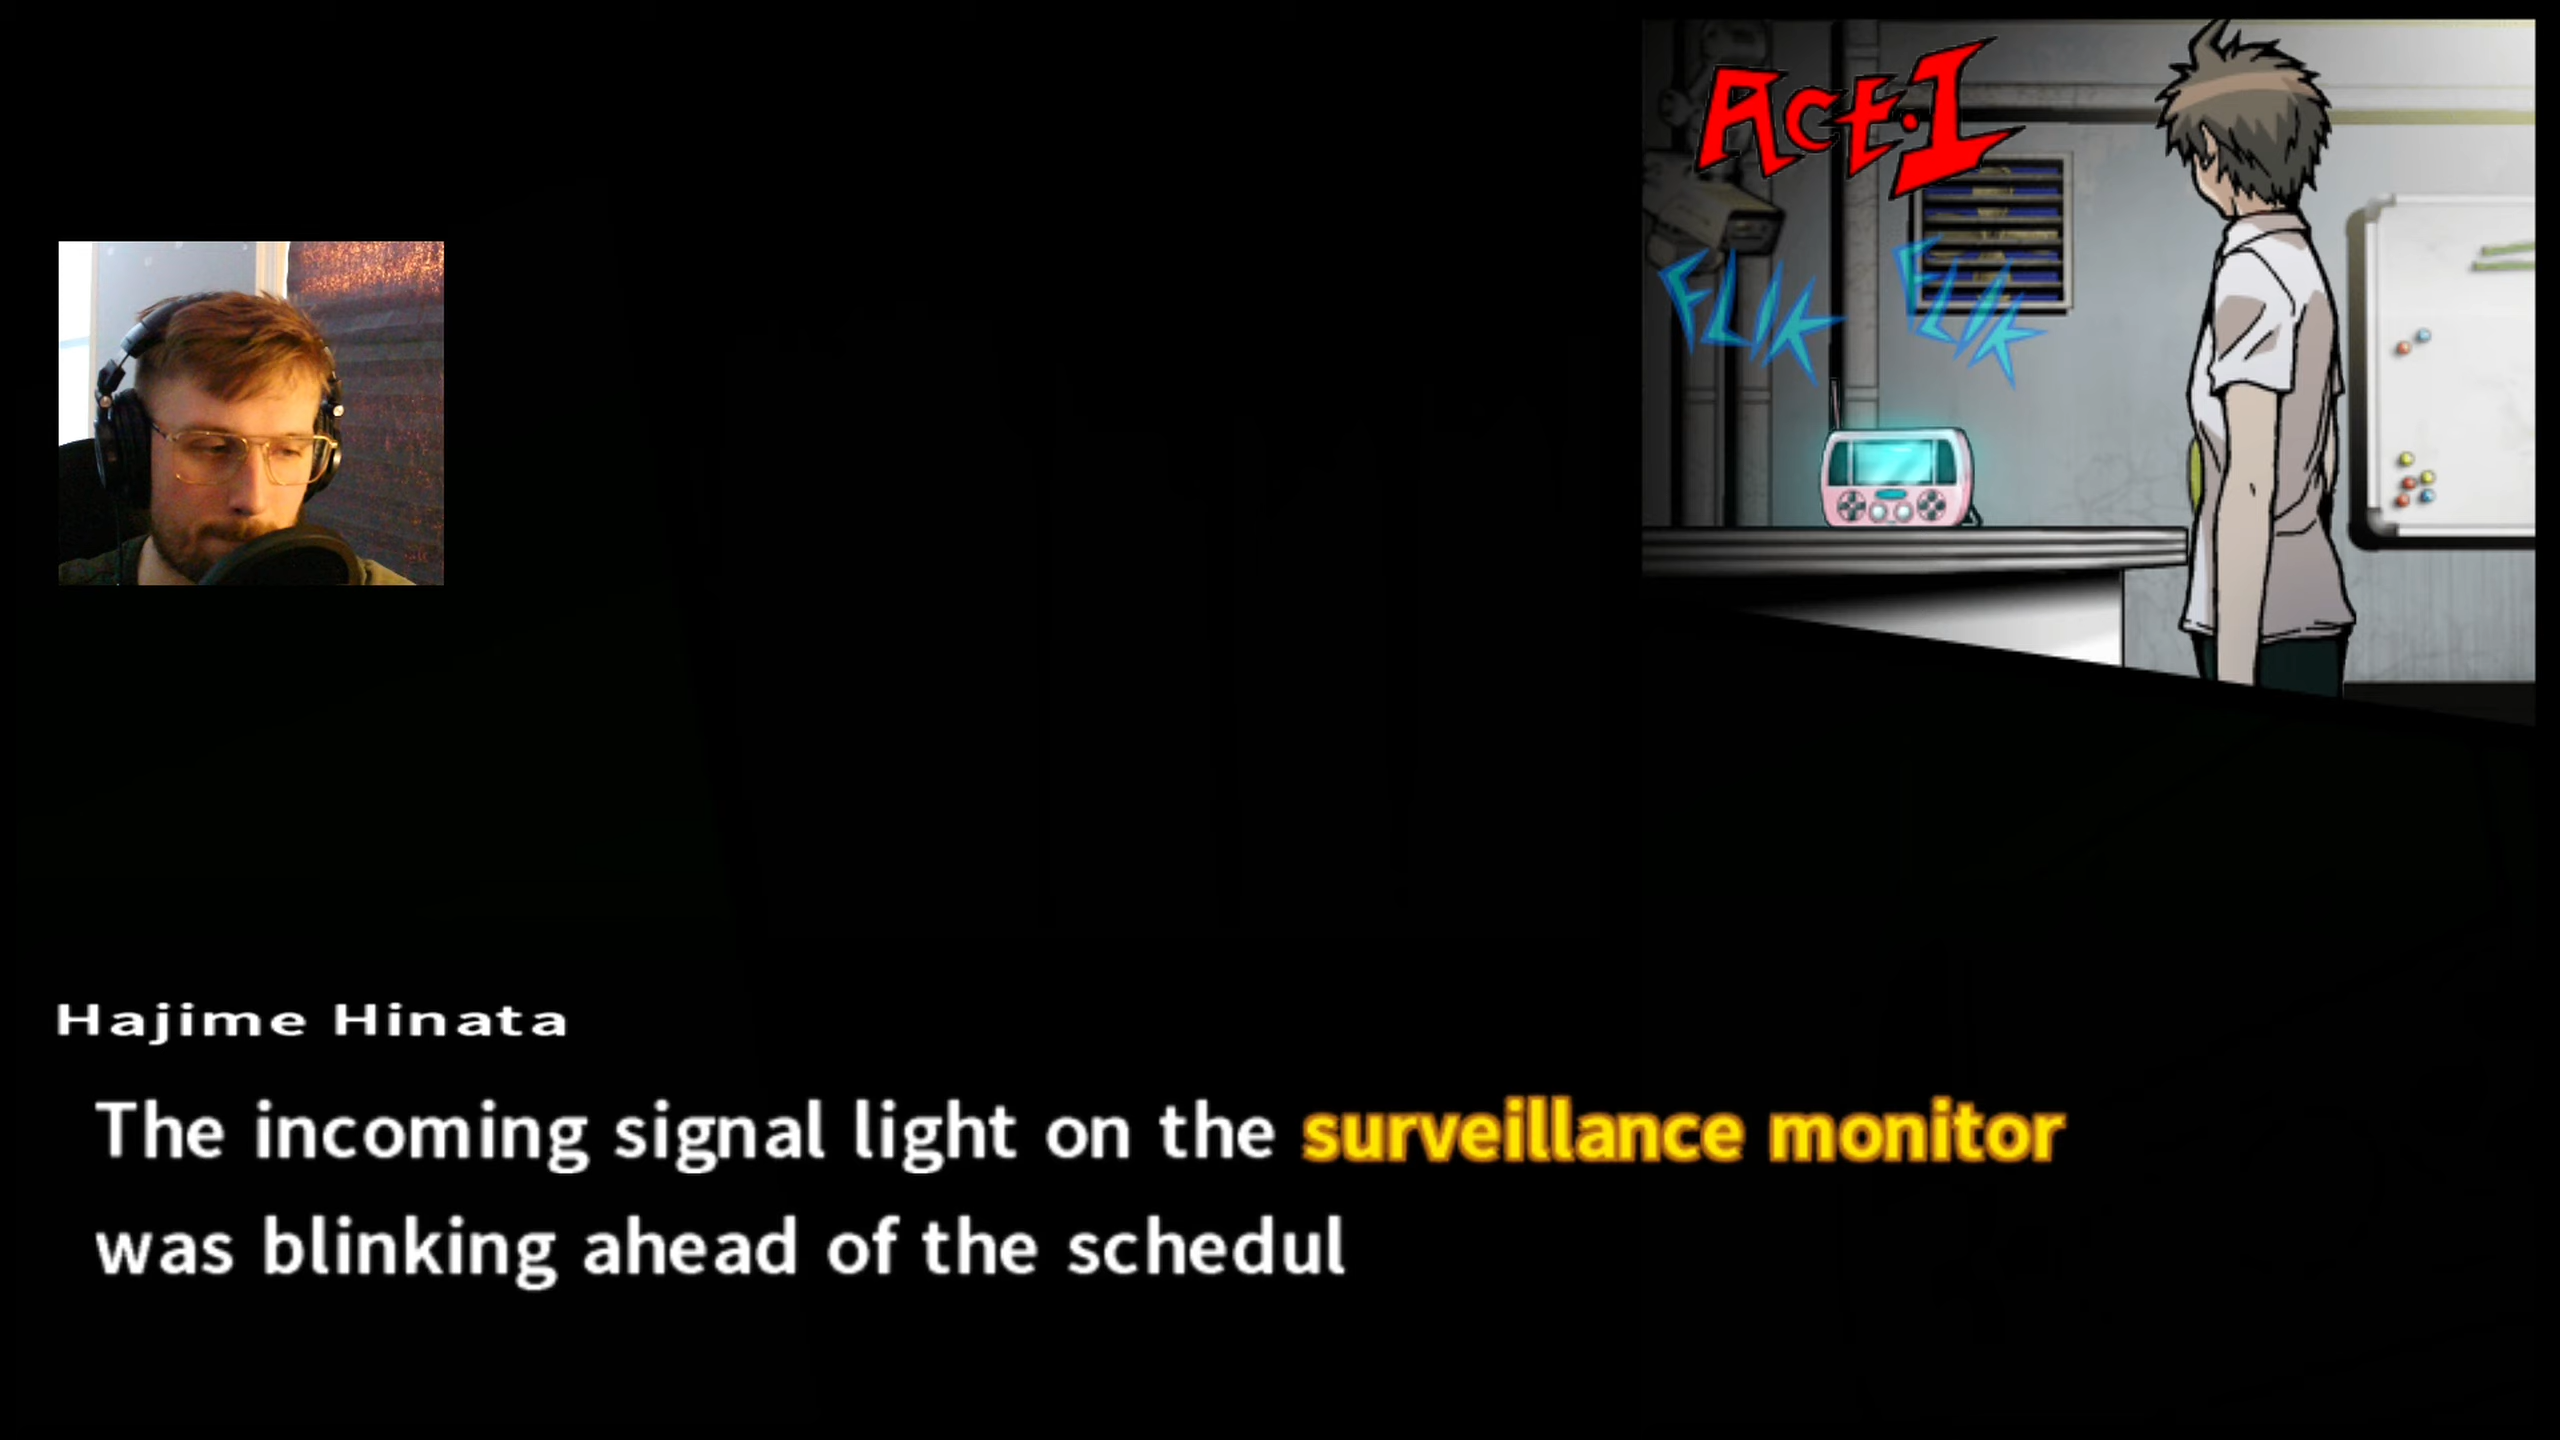 Act.1
FLIK FLIK
Hajime Hinata
The incoming signal light on the surveillance monitor
was blinking ahead of the schedul